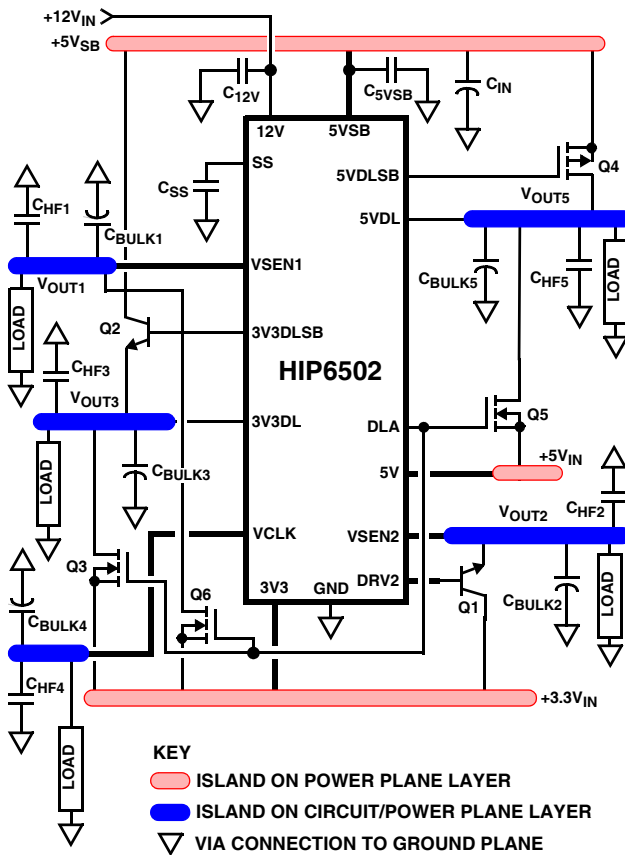 +12VIN
+5VSB
C12V
C5VSB
CIN
12V
5VSB
SS
CSS
5VDLSB
Q4
CHF1
CBULK1
VOUT5
5VDL
VSEN1
VOUT1
CBULK5
CHF5
LOAD
LOAD
Q2
3V3DLSB
CHF3
HIP6502
VOUT3
3V3DL
DLA
Q5
+5VIN
CBULK3
LOAD
5V
CHF2
VCLK
VSEN2
VOUT2
Q3
3V3
GND
DRV2
Q1
CBULK2
LOAD
CBULK4
Q6
CHF4
+3.3VIN
LOAD
KEY
ISLAND ON POWER PLANE LAYER
ISLAND ON CIRCUIT/POWER PLANE LAYER
VIA CONNECTION TO GROUND PLANE